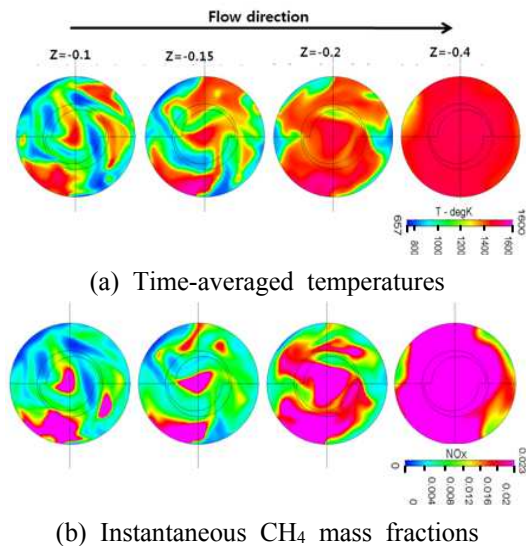 Flow direction
Z=-0.1 Z=-0.15 Z=-0.2 Z=-0.4
T - degK
657 800 1000 1200 1400 1600 1600
(a) Time-averaged temperatures
NOx
0 0.004 0.008 0.012 0.016 0.02 0.023
0
(b) Instantaneous CH₄ mass fractions